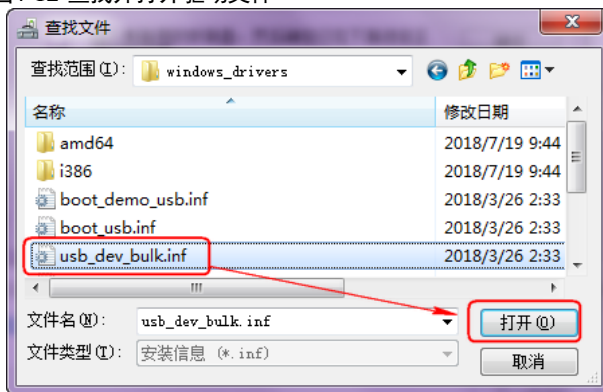 查找文件
查找范围(I): windows_drivers
名称 修改日期
amd64 2018/7/19 9:44
i386 2018/7/19 9:44
boot_demo_usb.inf 2018/3/26 2:33
boot_usb.inf 2018/3/26 2:33
usb_dev_bulk.inf 2018/3/26 2:33
文件名(N): usb_dev_bulk.inf 打开(O)
文件类型(T): 安装信息 (*.inf) 取消